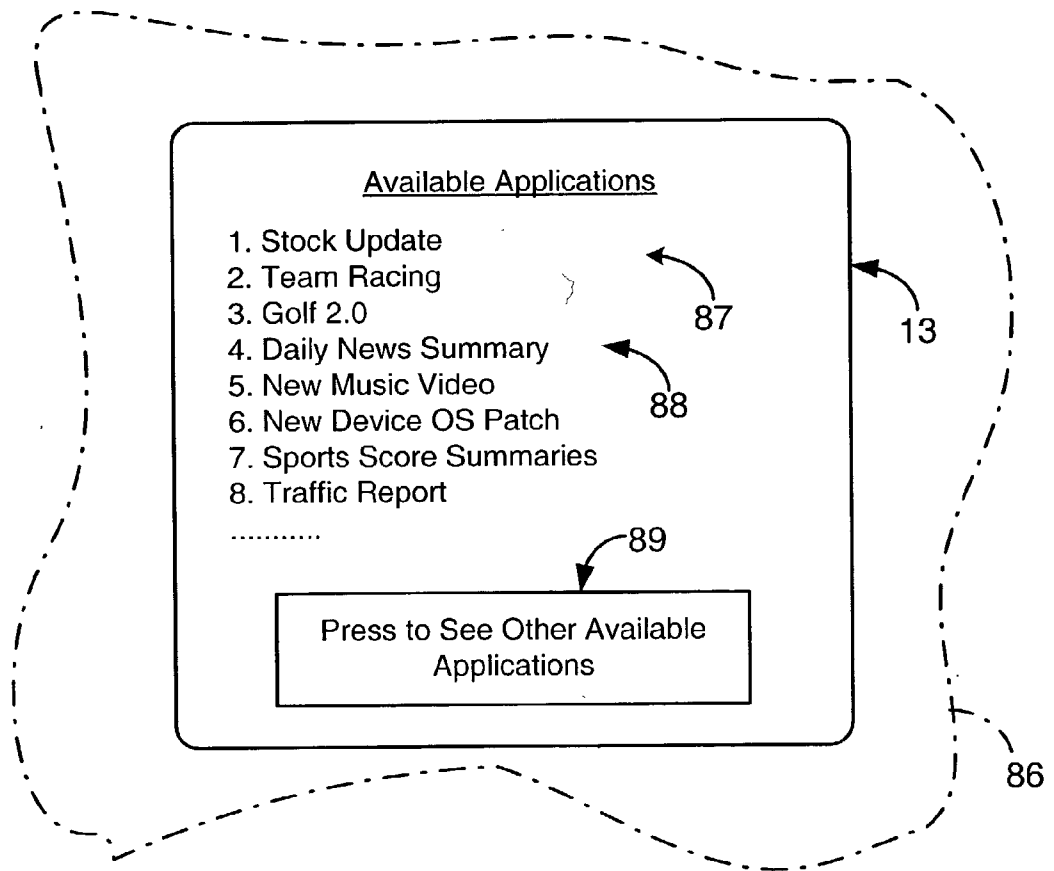 Available Applications
1. Stock Update
2. Team Racing
3. Golf 2.0
4. Daily News Summary
5. New Music Video
6. New Device OS Patch
7. Sports Score Summaries
8. Traffic Report
...........
87
13
88
89
Press to See Other Available
Applications
86